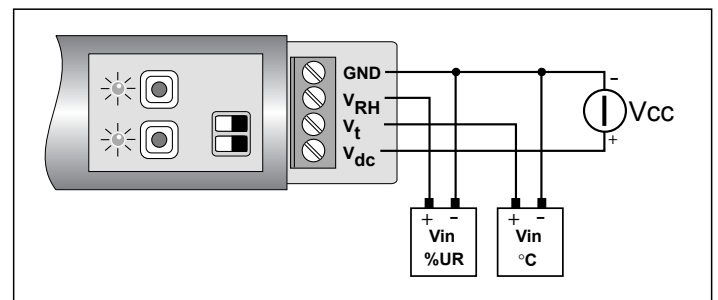 GND
VRH
Vt
Vdc
-
Vcc
+
+ -
Vin
%UR
+ -
Vin
°C